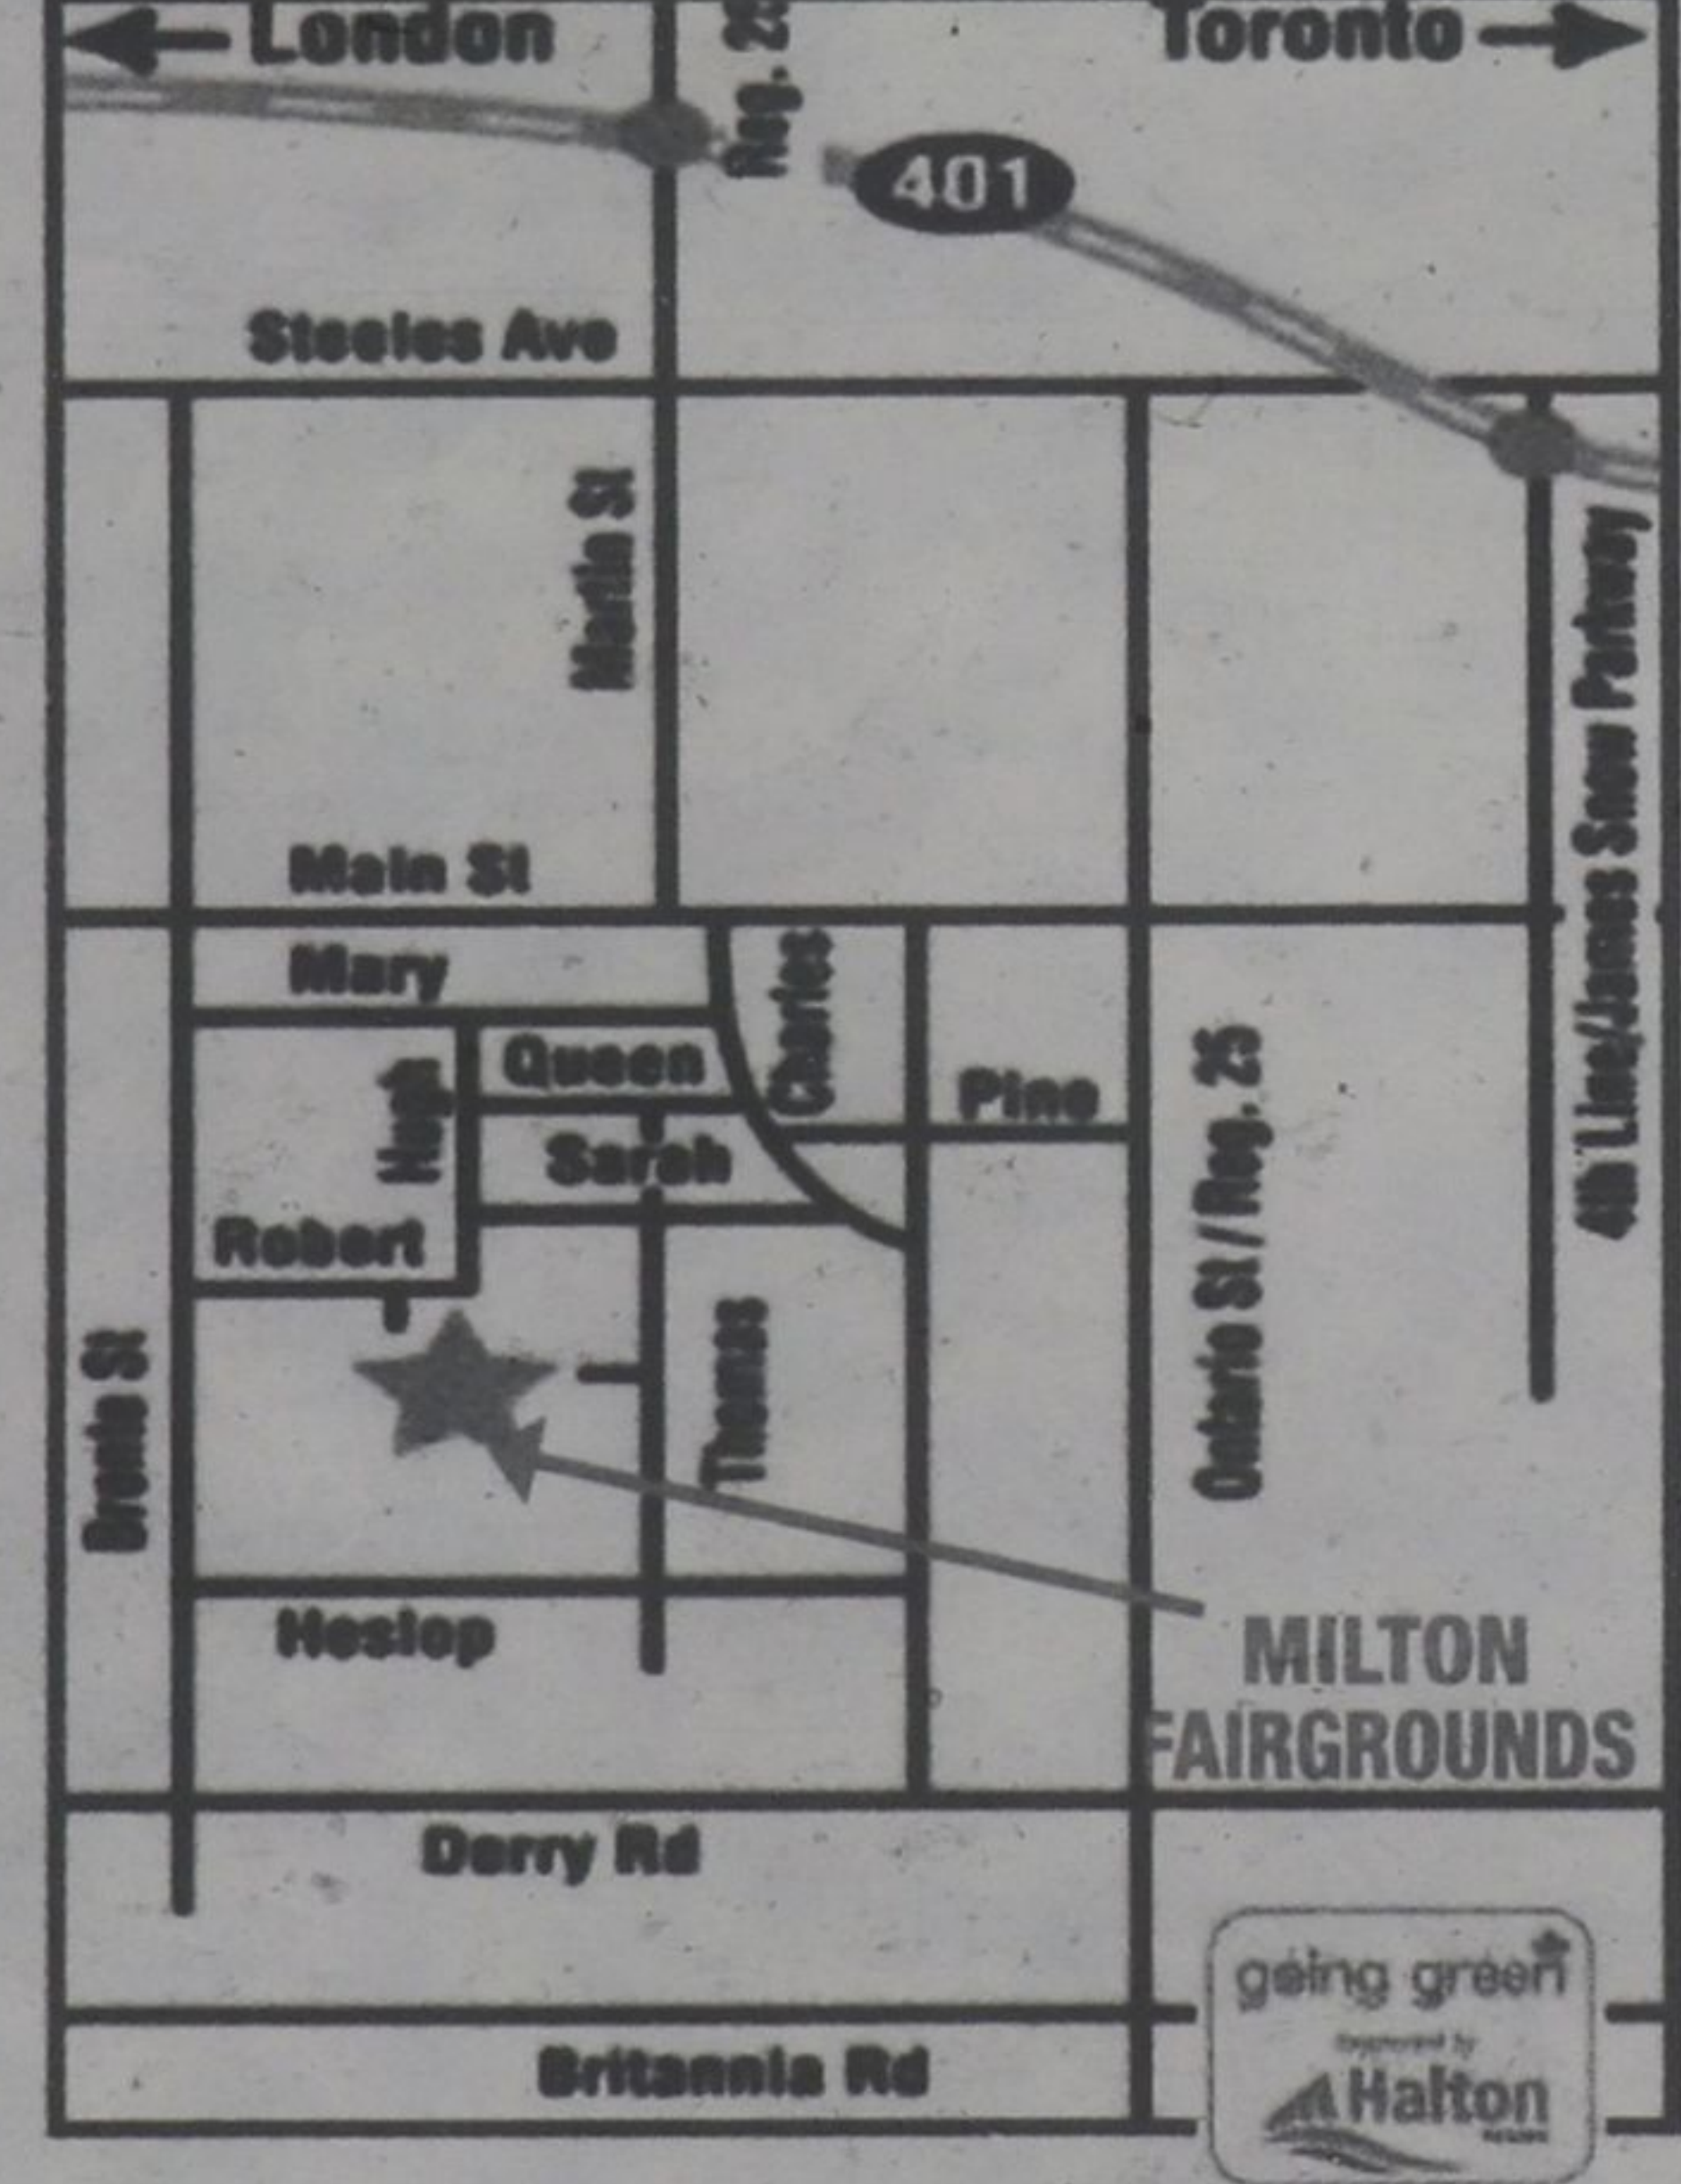 London
Toronto
Reg. 25
401
Steeles Ave
Martin St
4th Line/James Snow Parkway
Main St
Mary
Charles
Queen
Hugh
Pine
Sarah
Robert
Ontario St / Reg. 25
Thomas
Bronte St
Heslop
MILTON
FAIRGROUNDS
Derry Rd
going green
Supported by
Halton
Britannia Rd